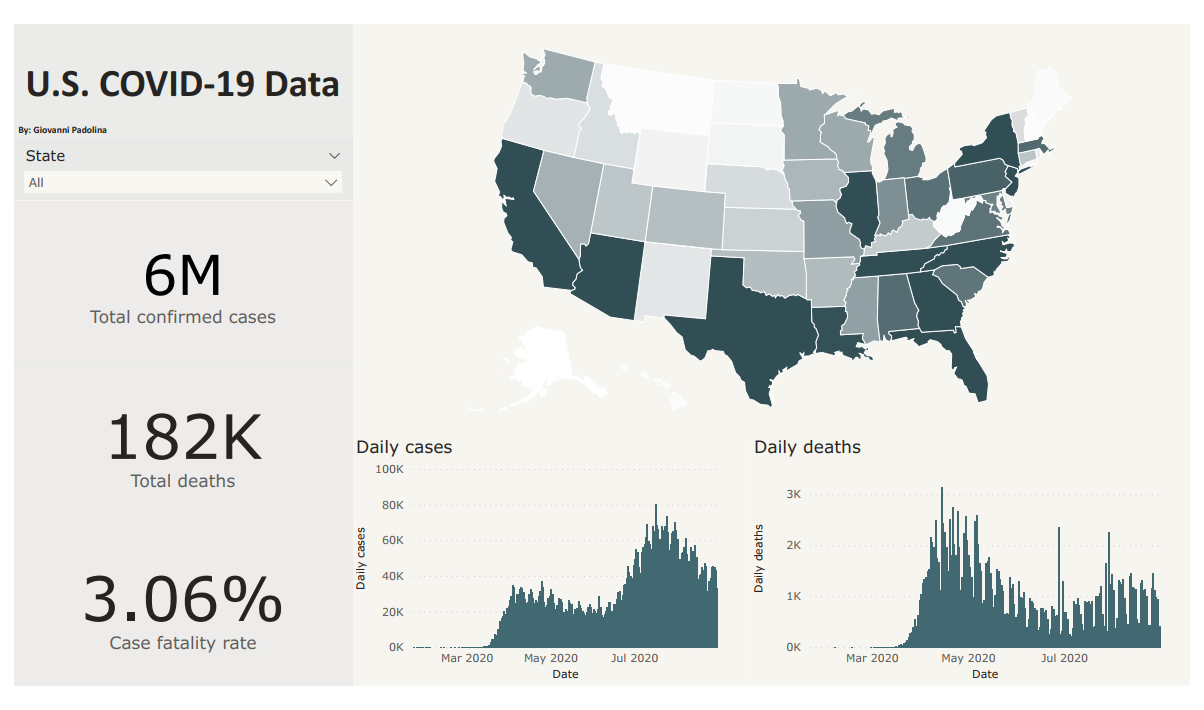 U.S. COVID-19 Data
By: Giovanni Padolina
State
All
6M
Total confirmed cases
182K
Total deaths
3.06%
Case fatality rate
Daily cases
100K
80K
60K
40K
20K
0K
Daily cases
Mar 2020 May 2020 Jul 2020
Date
Daily deaths
3K
2K
1K
0K
Daily deaths
Mar 2020 May 2020 Jul 2020
Date